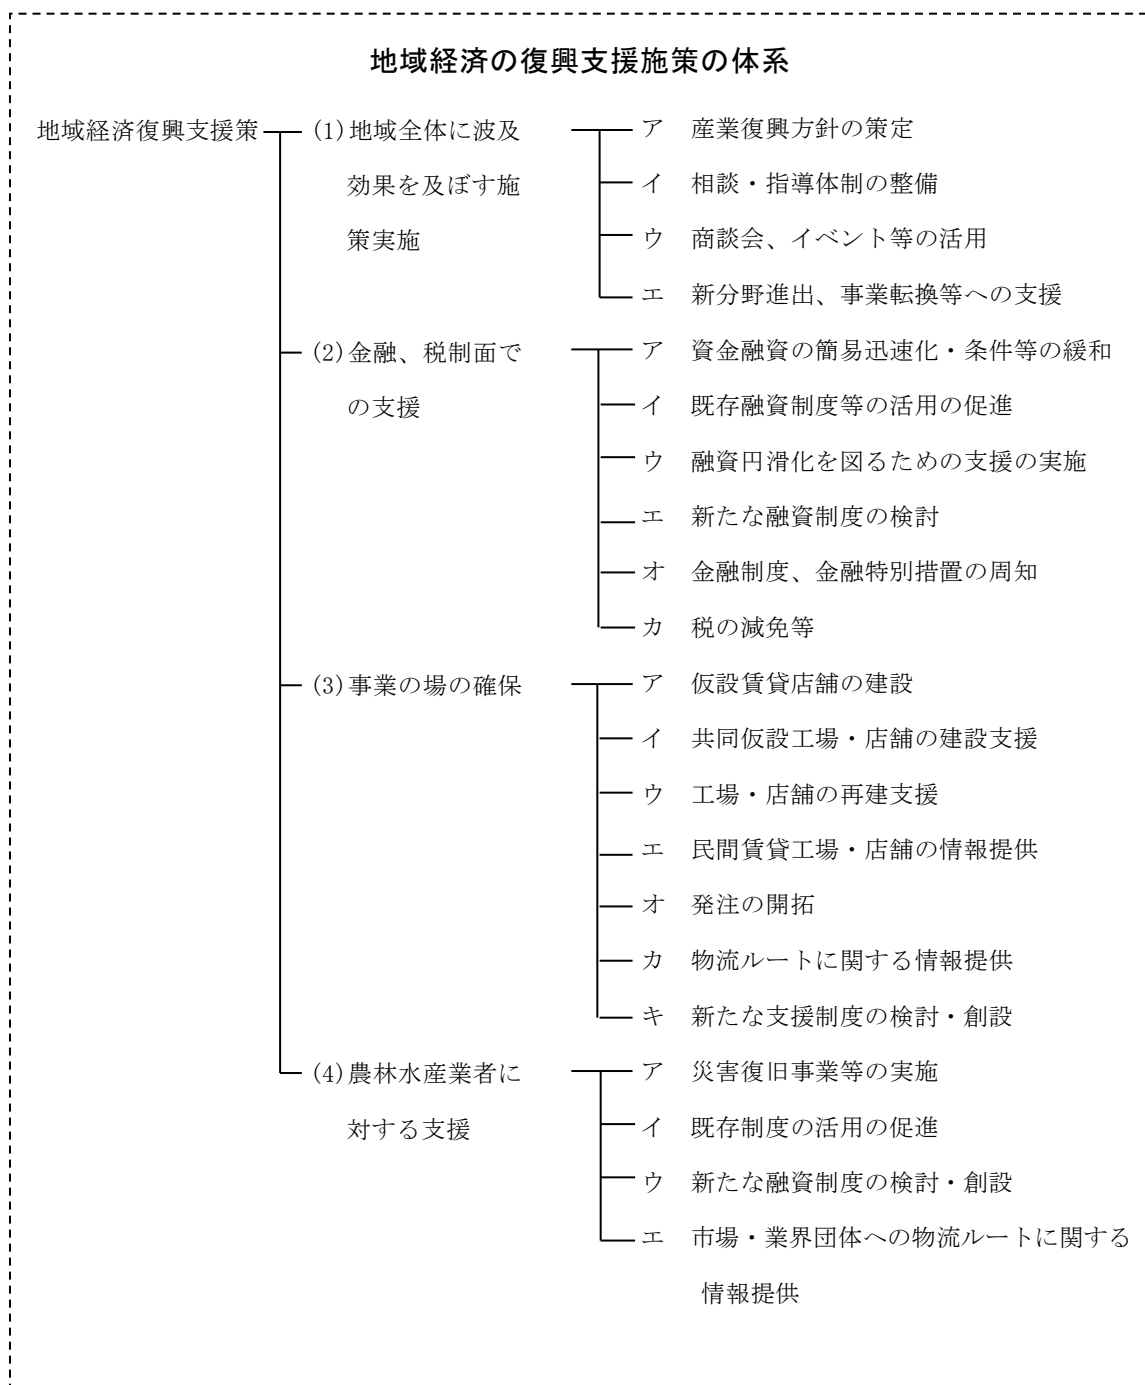 地域経済の復興支援施策の体系
地域経済復興支援策
(1)地域全体に波及
効果を及ぼす施
策実施
ア 産業復興方針の策定
イ 相談・指導体制の整備
ウ 商談会、イベント等の活用
エ 新分野進出、事業転換等への支援
(2)金融、税制面で
の支援
ア 資金融資の簡易迅速化・条件等の緩和
イ 既存融資制度等の活用の促進
ウ 融資円滑化を図るための支援の実施
エ 新たな融資制度の検討
オ 金融制度、金融特別措置の周知
カ 税の減免等
(3)事業の場の確保
ア 仮設賃貸店舗の建設
イ 共同仮設工場・店舗の建設支援
ウ 工場・店舗の再建支援
エ 民間賃貸工場・店舗の情報提供
オ 発注の開拓
カ 物流ルートに関する情報提供
キ 新たな支援制度の検討・創設
(4)農林水産業者に
対する支援
ア 災害復旧事業等の実施
イ 既存制度の活用の促進
ウ 新たな融資制度の検討・創設
エ 市場・業界団体への物流ルートに関する
情報提供